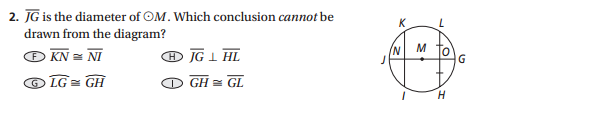 2. JG is the diameter of ⊙M. Which conclusion cannot be
drawn from the diagram?
F KN ≅ NI
H JG ⊥ HL
G LG ≅ GH
I GH ≅ GL
K L
N M O
J G
I H